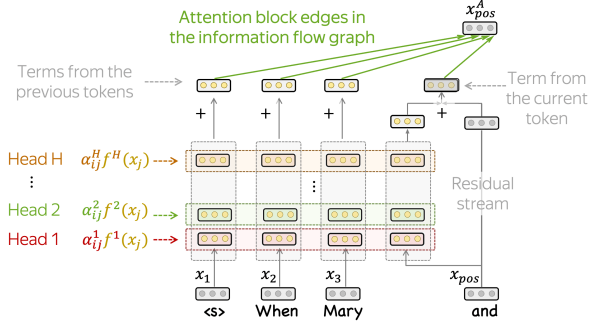 Attention block edges in
the information flow graph
x^A_pos
Terms from the
previous tokens
Term from
the current
token
+ + + +
Head H α^H_ij f^H(x_j)
⋮ ...
Residual
stream
Head 2 α^2_ij f^2(x_j)
Head 1 α^1_ij f^1(x_j)
x_1 x_2 x_3 x_pos
<s> When Mary and